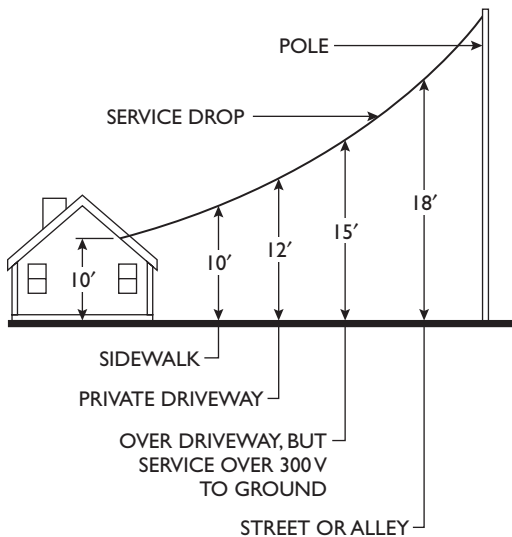 POLE
SERVICE DROP
18′
15′
12′
10′
10′
SIDEWALK
PRIVATE DRIVEWAY
OVER DRIVEWAY, BUT
SERVICE OVER 300 V
TO GROUND
STREET OR ALLEY